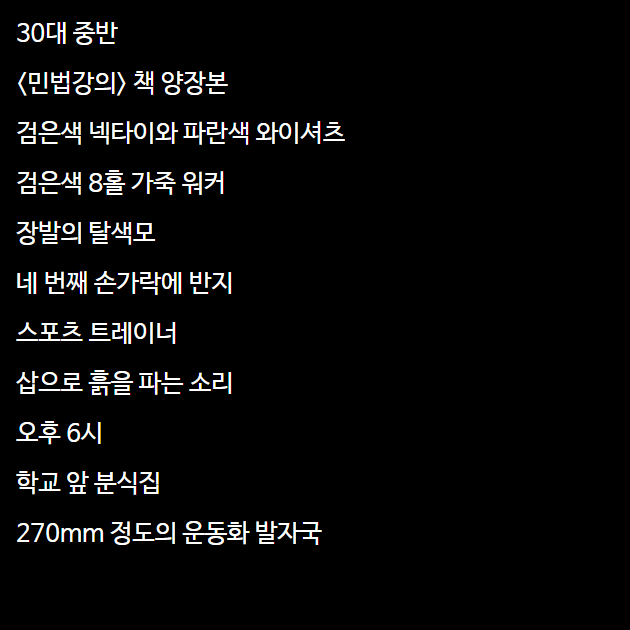 30대 중반
<민법강의> 책 양장본
검은색 넥타이와 파란색 와이셔츠
검은색 8홀 가죽 워커
장발의 탈색모
네 번째 손가락에 반지
스포츠 트레이너
삽으로 흙을 파는 소리
오후 6시
학교 앞 분식집
270mm 정도의 운동화 발자국